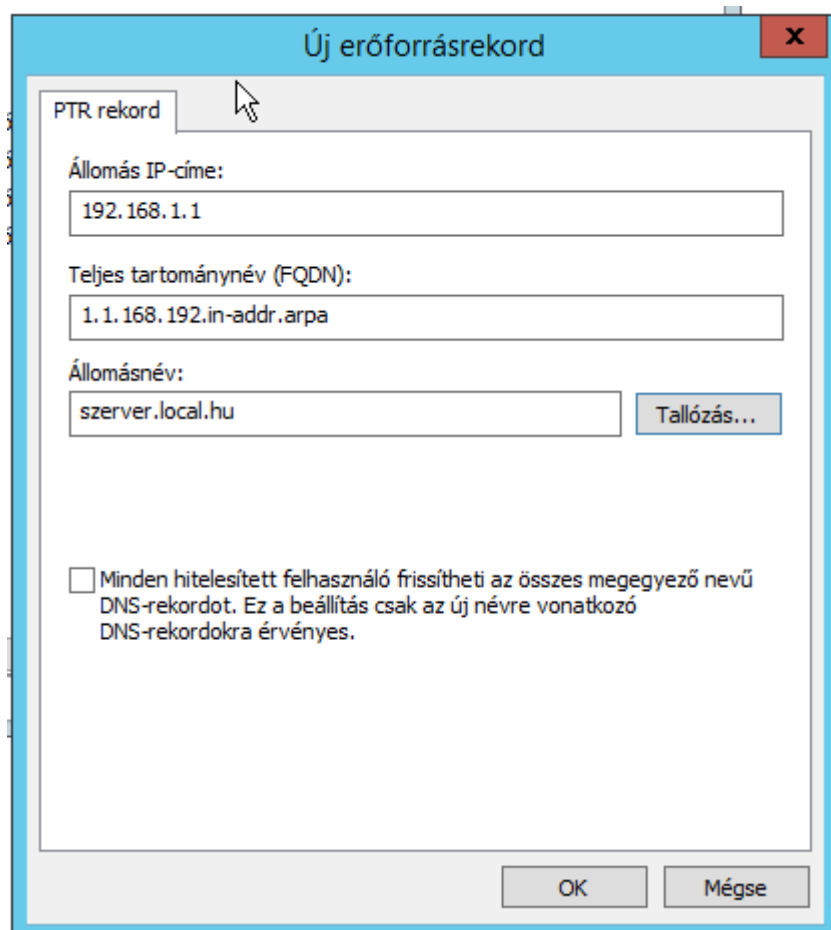 Új erőforrásrekord
x
PTR rekord
Állomás IP-címe:
192.168.1.1
Teljes tartománynév (FQDN):
1.1.168.192.in-addr.arpa
Állomásnév:
szerver.local.hu
Tallózás...
Minden hitelesített felhasználó frissítheti az összes megegyező nevű
DNS-rekordot. Ez a beállítás csak az új névre vonatkozó
DNS-rekordokra érvényes.
OK
Mégse